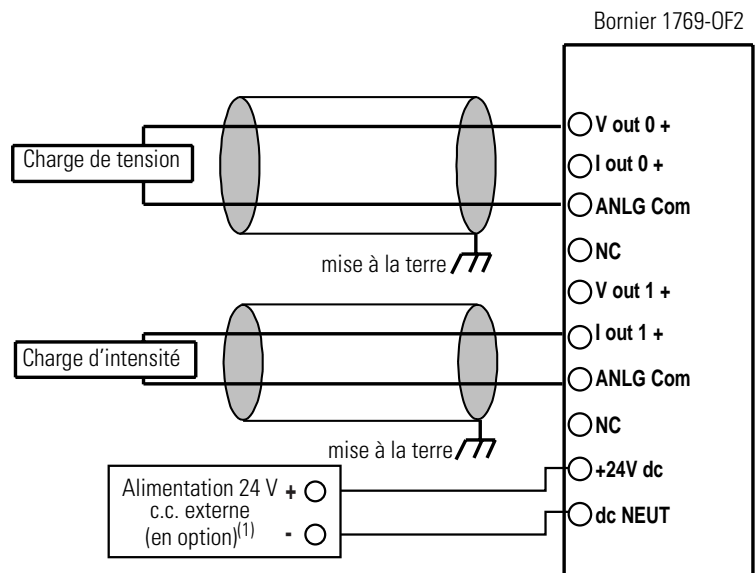 Bornier 1769-OF2
V out 0 +
Charge de tension
I out 0 +
ANLG Com
NC
mise à la terre
V out 1 +
I out 1 +
Charge d'intensité
ANLG Com
NC
mise à la terre
+24V dc
Alimentation 24 V +
c.c. externe
(en option)(1) -
dc NEUT